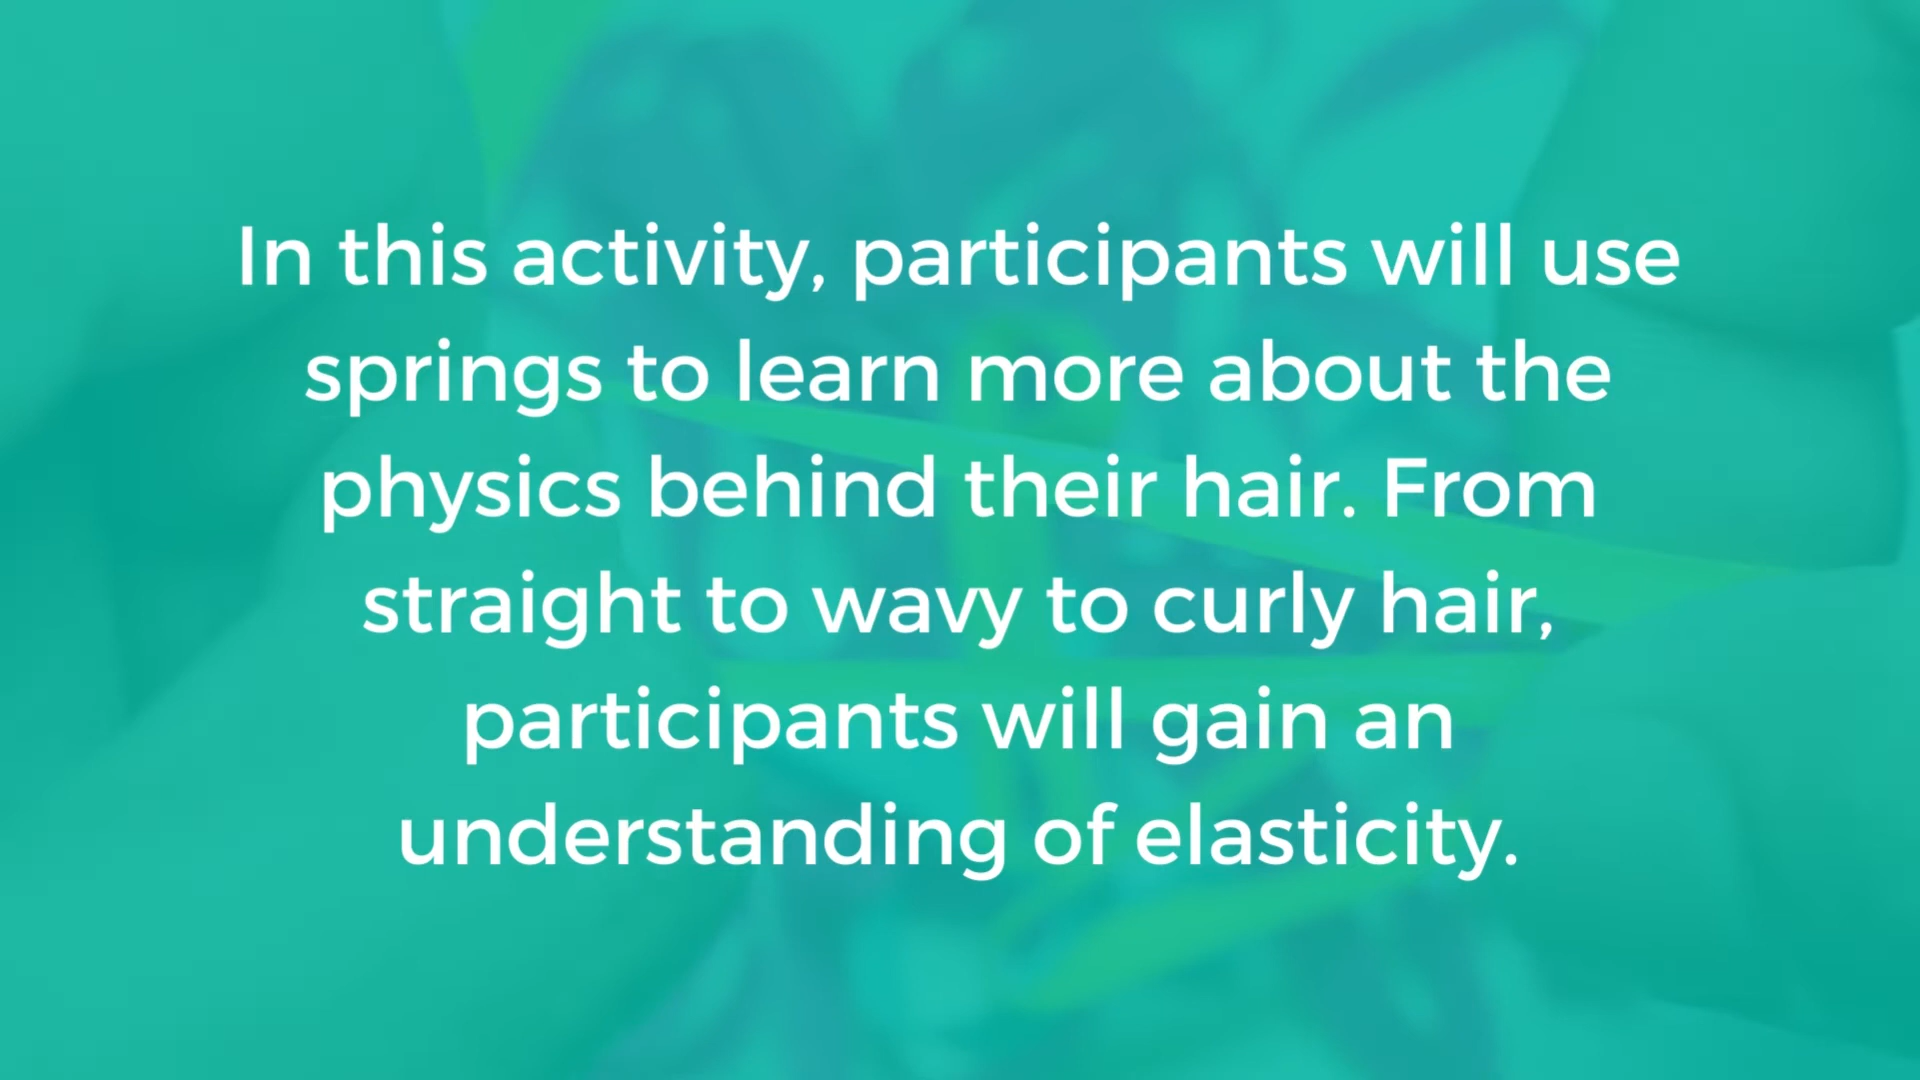 In this activity, participants will use
springs to learn more about the
physics behind their hair. From
straight to wavy to curly hair,
participants will gain an
understanding of elasticity.